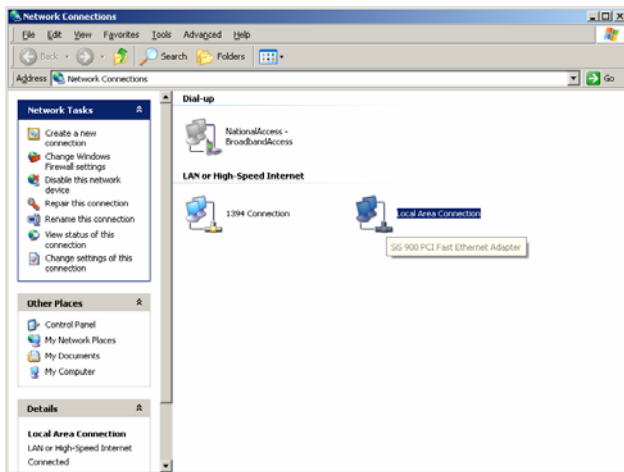 Network Connections
File Edit View Favorites Tools Advanced Help
Back Search Folders
Address Network Connections Go
Network Tasks
Create a new
connection
Change Windows
Firewall settings
Disable this network
device
Repair this connection
Rename this connection
View status of this
connection
Change settings of this
connection
Other Places
Control Panel
My Network Places
My Documents
My Computer
Details
Local Area Connection
LAN or High-Speed Internet
Connected
Dial-up
NationalAccess -
BroadbandAccess
LAN or High-Speed Internet
1394 Connection
Local Area Connection
SiS 900 PCI Fast Ethernet Adapter